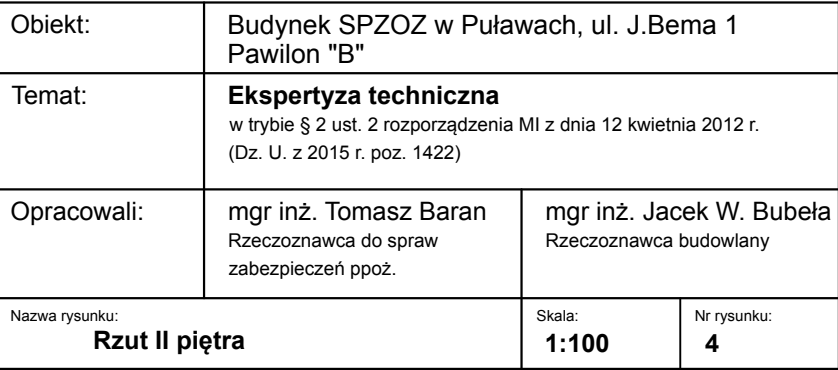 Obiekt: Budynek SPZOZ w Puławach, ul. J.Bema 1
Pawilon "B"
Temat: Ekspertyza techniczna
w trybie § 2 ust. 2 rozporządzenia MI z dnia 12 kwietnia 2012 r.
(Dz. U. z 2015 r. poz. 1422)
Opracowali: mgr inż. Tomasz Baran mgr inż. Jacek W. Bubeła
Rzeczoznawca do spraw Rzeczoznawca budowlany
zabezpieczeń ppoż.
Nazwa rysunku: Skala: Nr rysunku:
Rzut II piętra 1:100 4